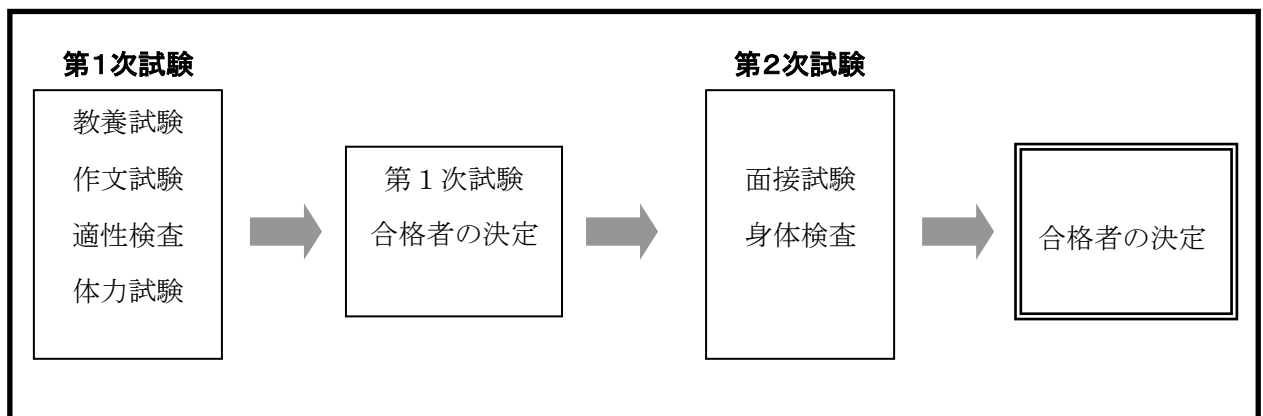 第1次試験
教養試験
作文試験
適性検査
体力試験
第１次試験
合格者の決定
第2次試験
面接試験
身体検査
合格者の決定